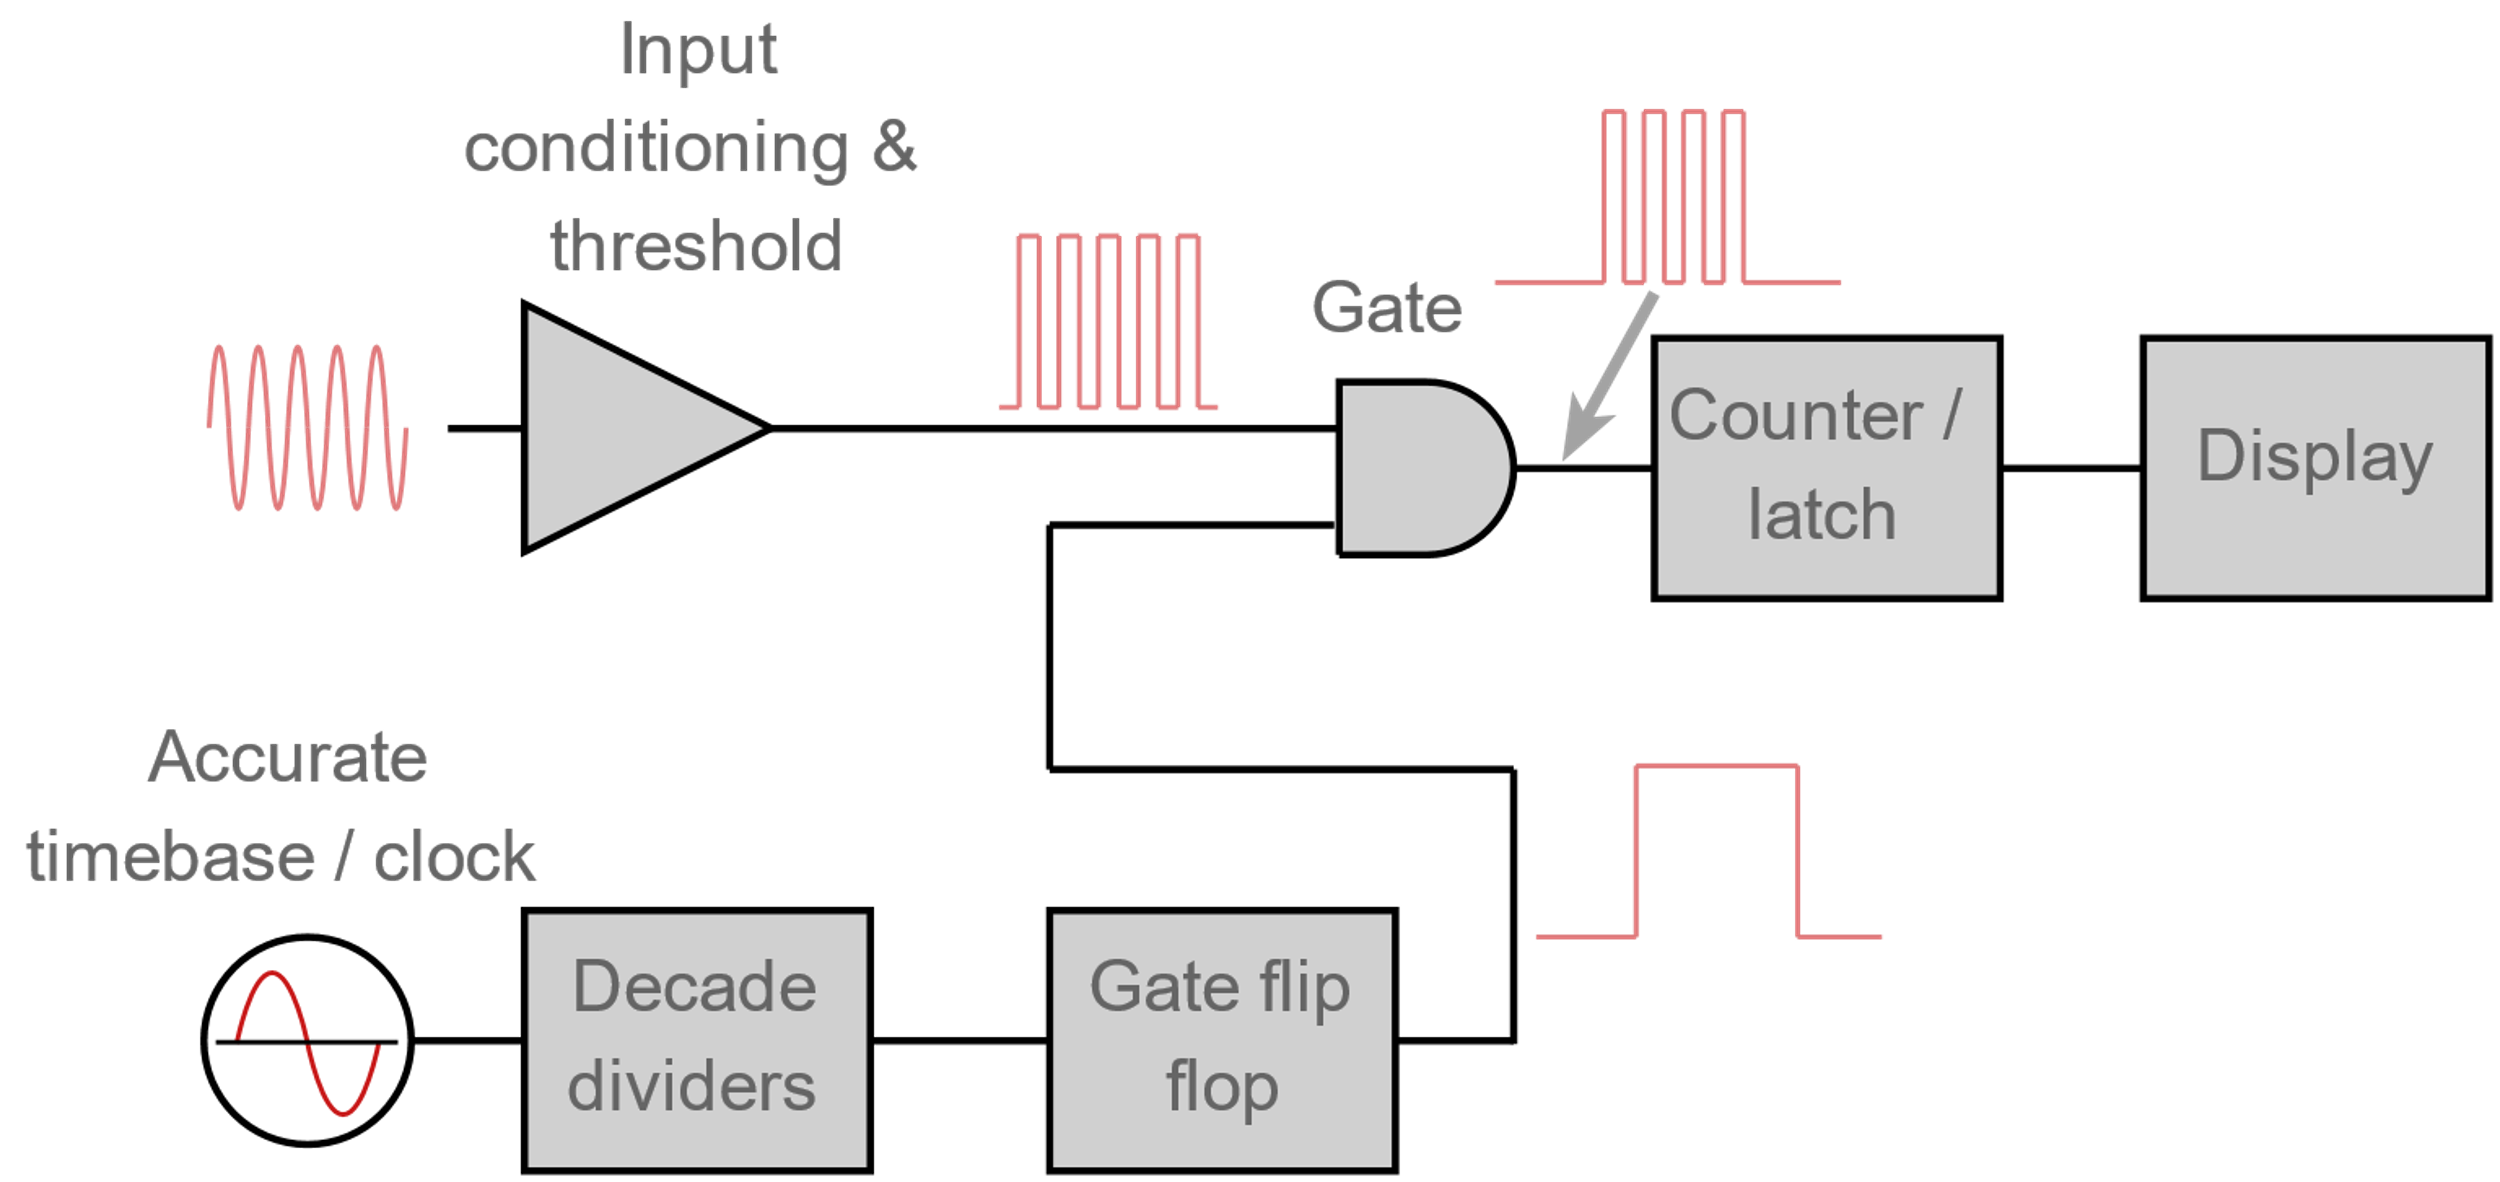 Input
conditioning &
threshold
Gate
Counter /
latch
Display
Accurate
timebase / clock
Decade
dividers
Gate flip
flop